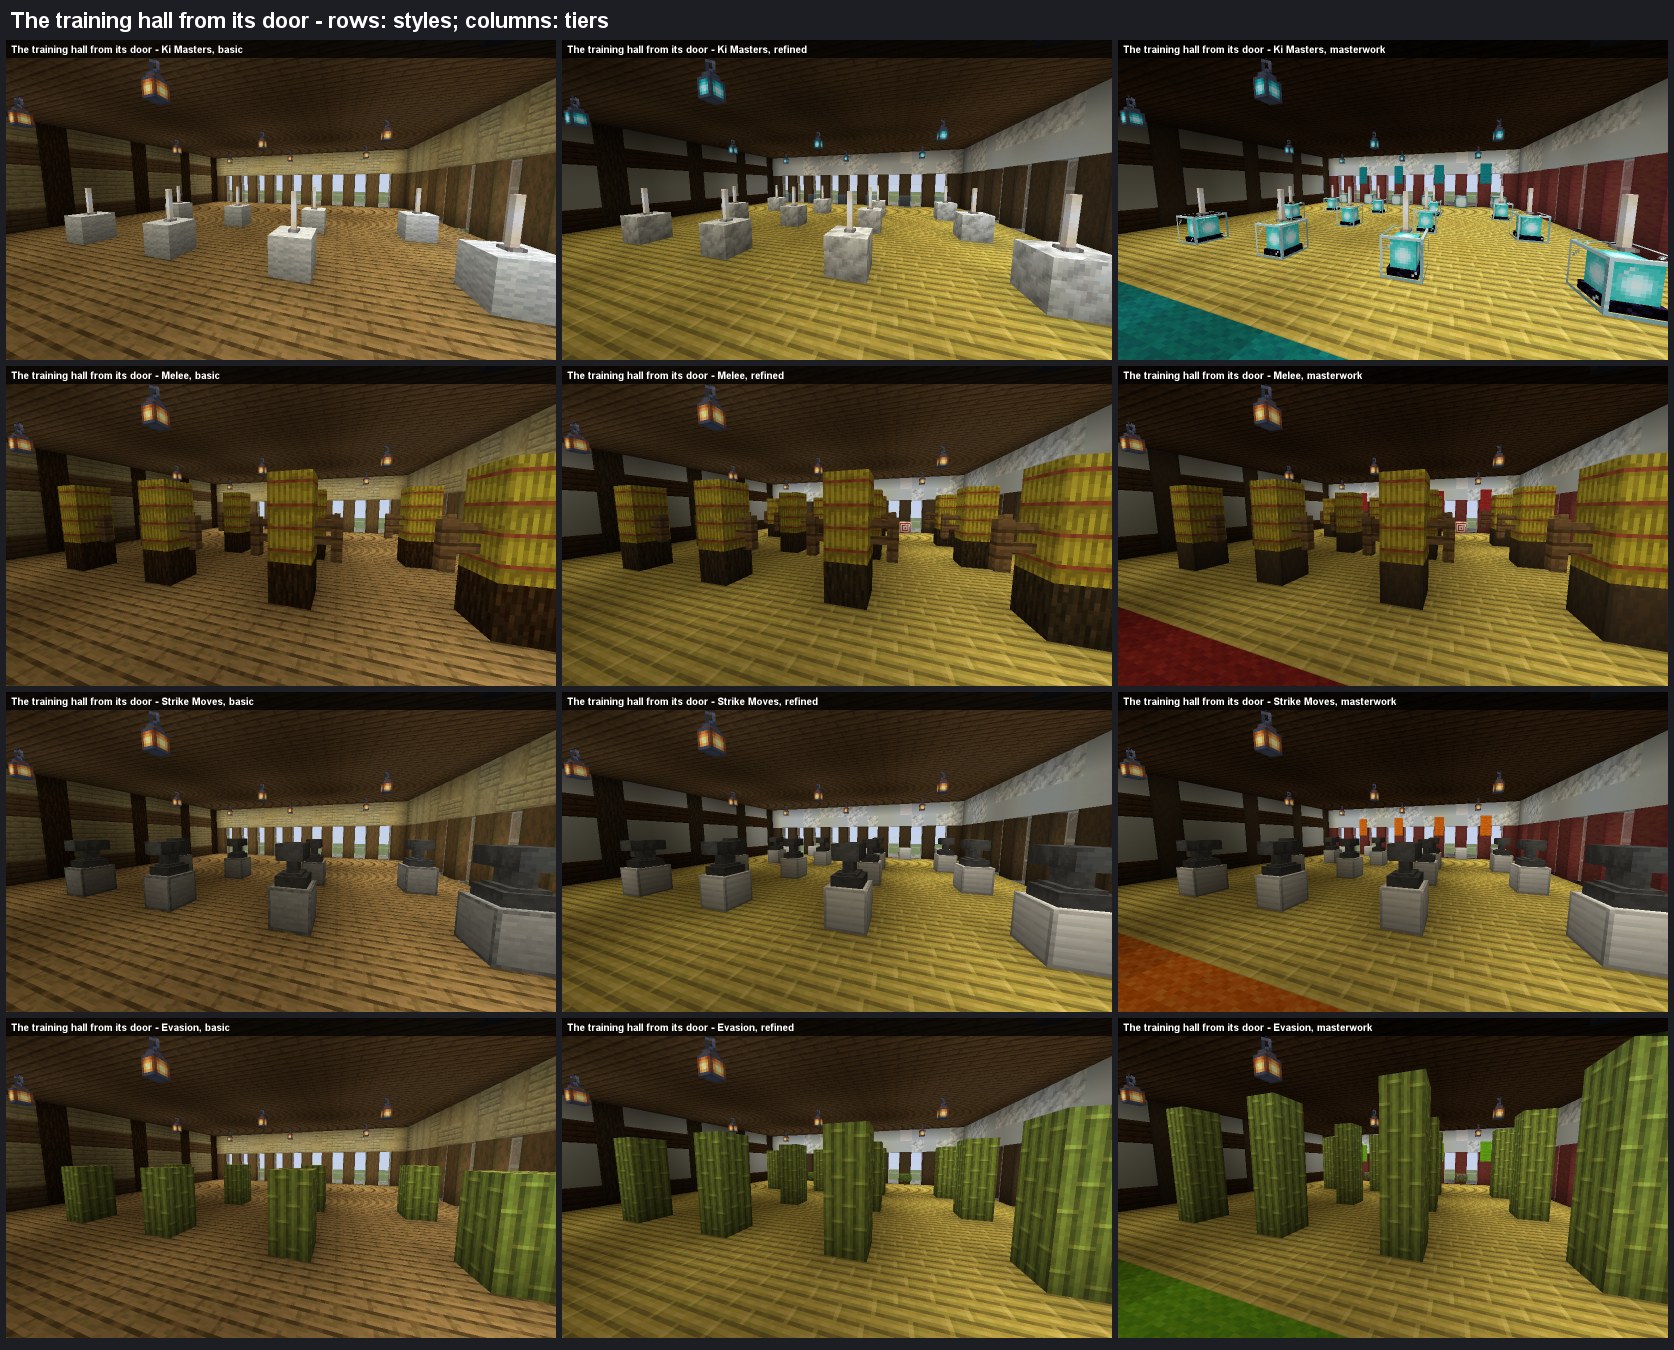 The training hall from its door - rows: styles; columns: tiers
The training hall from its door - Ki Masters, basic
The training hall from its door - Ki Masters, refined
The training hall from its door - Ki Masters, masterwork
The training hall from its door - Melee, basic
The training hall from its door - Melee, refined
The training hall from its door - Melee, masterwork
The training hall from its door - Strike Moves, basic
The training hall from its door - Strike Moves, refined
The training hall from its door - Strike Moves, masterwork
The training hall from its door - Evasion, basic
The training hall from its door - Evasion, refined
The training hall from its door - Evasion, masterwork